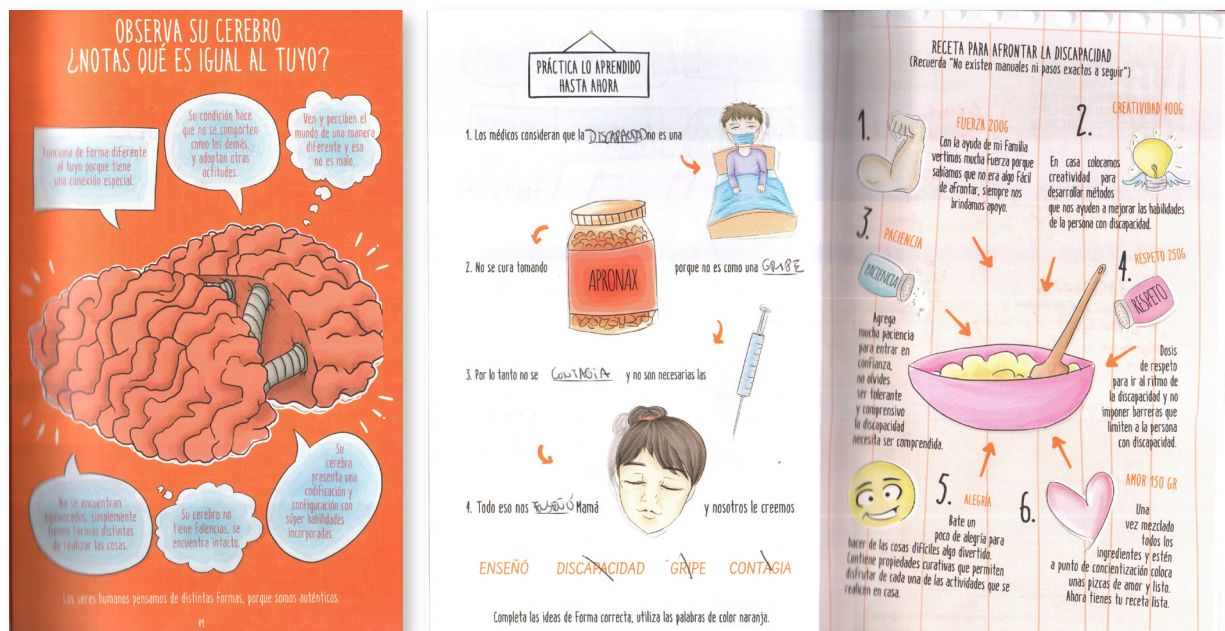 OBSERVA SU CEREBRO
¿NOTAS QUÉ ES IGUAL AL TUYO?
Funciona de Forma diferente
al tuyo porque tiene
una conexión especial.
Su condición hace
que no se comporten
como los demás,
y adoptan otras
actitudes.
Ven y perciben el
mundo de una manera
diferente y eso
no es malo.
No se encuentran
equivocados, simplemente
tienen formas distintas
de realizar las cosas.
Su cerebro no
tiene Falencias, se
encuentra intacto.
Su
cerebro
presenta una
codificación y
configuración con
súper habilidades
incorporadas.
Los seres humanos pensamos de distintas Formas, porque somos auténticos.
PRÁCTICA LO APRENDIDO
HASTA AHORA
1. Los médicos consideran que la DISCAPACIDAD no es una
2. No se cura tomando APRONAX porque no es como una GRIPE
3. Por lo tanto no se CONTAGIA y no son necesarias las
4. Todo eso nos ENSEÑÓ Mamá y nosotros le creemos
ENSEÑÓ DISCAPACIDAD GRIPE CONTAGIA
Completa las ideas de Forma correcta, utiliza las palabras de color naranja.
RECETA PARA AFRONTAR LA DISCAPACIDAD
(Recuerda "No existen manuales ni pasos exactos a seguir")
1.
FUERZA 200G
Con la ayuda de mi Familia
vertimos mucha Fuerza porque
sabíamos que no era algo Fácil
de afrontar, siempre nos
brindamos apoyo.
2.
CREATIVIDAD 100G
En casa colocamos
creatividad para
desarrollar métodos
que nos ayuden a mejorar las habilidades
de la persona con discapacidad.
3. PACIENCIA
PACIENCIA
Agrega
mucha paciencia
para entrar en
confianza,
no olvides
ser tolerante
y comprensivo
la discapacidad
necesita ser comprendida.
4. RESPETO 250G
RESPETO
Dosis
de respeto
para ir al ritmo de
la discapacidad y no
imponer barreras que
limiten a la persona
con discapacidad.
5. ALEGRÍA
Bate un
poco de alegría para
hacer de las cosas difíciles algo divertido.
Contiene propiedades curativas que permiten
disfrutar de cada una de las actividades que se
realicen en casa.
6.
AMOR 150 GR
Una
vez mezclado
todos los
ingredientes y estén
a punto de concientización coloca
unas pizcas de amor y listo.
Ahora tienes tu receta lista.